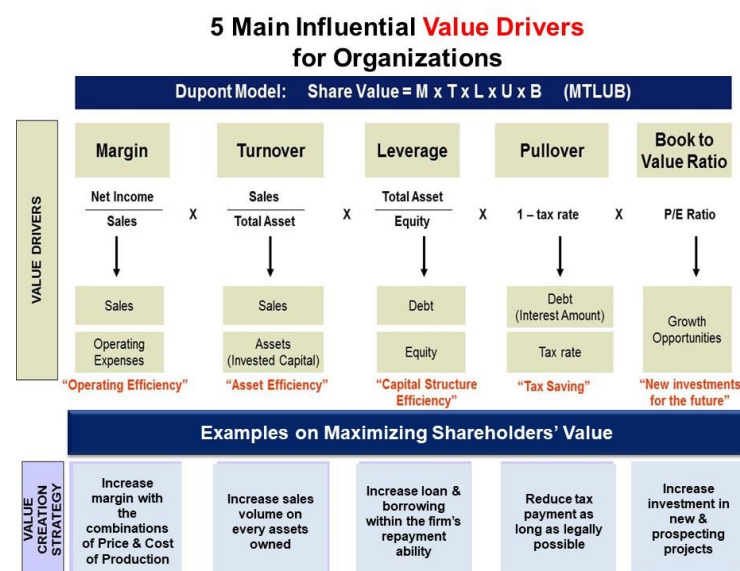 5 Main Influential Value Drivers
for Organizations
Dupont Model: Share Value = M x T x L x U x B (MTLUB)
VALUE DRIVERS
Margin
Turnover
Leverage
Pullover
Book to
Value Ratio
Net Income
Sales
X
Sales
Total Asset
X
Total Asset
Equity
X
1 – tax rate
X
P/E Ratio
Sales
Operating
Expenses
Sales
Assets
(Invested Capital)
Debt
Equity
Debt
(Interest Amount)
Tax rate
Growth
Opportunities
“Operating Efficiency”
“Asset Efficiency”
“Capital Structure
Efficiency”
“Tax Saving”
“New investments
for the future”
Examples on Maximizing Shareholders’ Value
VALUE
CREATION
STRATEGY
Increase
margin with
the
combinations
of Price & Cost
of Production
Increase sales
volume on
every assets
owned
Increase loan &
borrowing
within the firm’s
repayment
ability
Reduce tax
payment as
long as legally
possible
Increase
investment in
new &
prospecting
projects